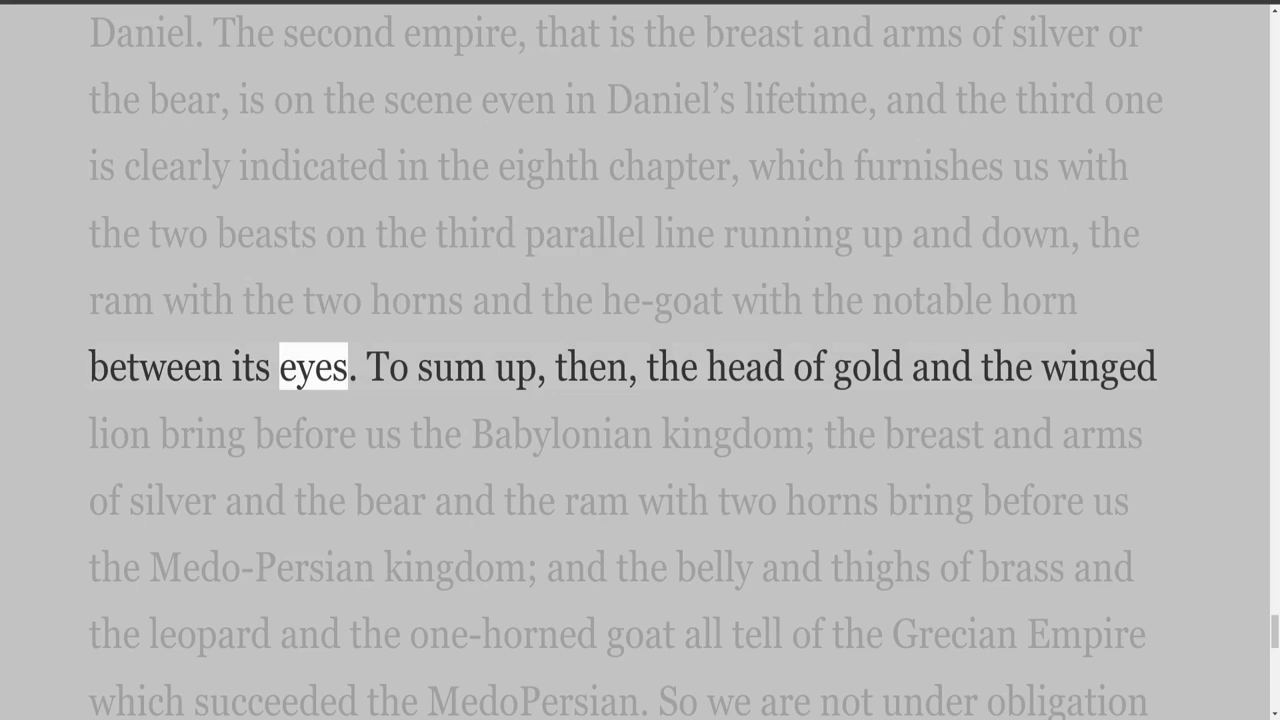 Daniel. The second empire, that is the breast and arms of silver or
the bear, is on the scene even in Daniel’s lifetime, and the third one
is clearly indicated in the eighth chapter, which furnishes us with
the two beasts on the third parallel line running up and down, the
ram with the two horns and the he-goat with the notable horn
between its eyes. To sum up, then, the head of gold and the winged
lion bring before us the Babylonian kingdom; the breast and arms
of silver and the bear and the ram with two horns bring before us
the Medo-Persian kingdom; and the belly and thighs of brass and
the leopard and the one-horned goat all tell of the Grecian Empire
which succeeded the MedoPersian. So we are not under obligation